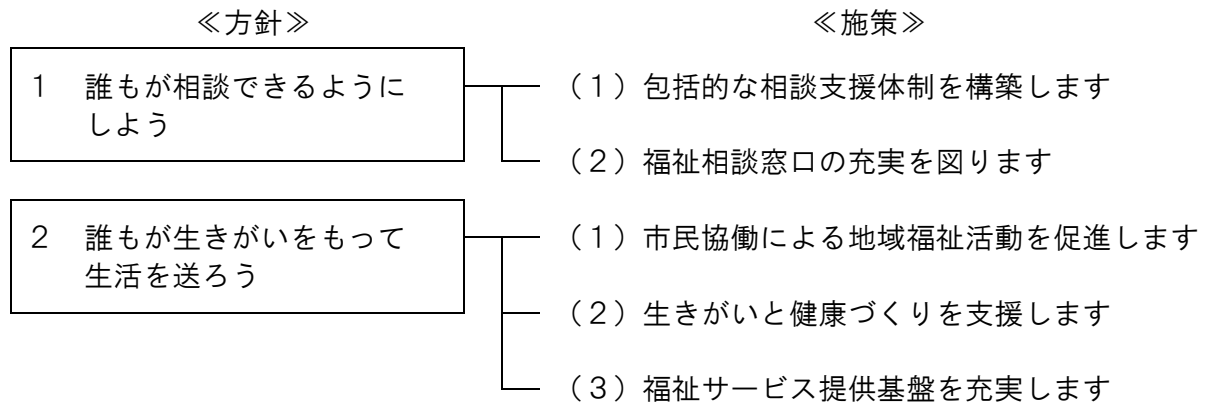 ≪方針≫ ≪施策≫
1 誰もが相談できるように
しよう
（1）包括的な相談支援体制を構築します
（2）福祉相談窓口の充実を図ります
2 誰もが生きがいをもって
生活を送ろう
（1）市民協働による地域福祉活動を促進します
（2）生きがいと健康づくりを支援します
（3）福祉サービス提供基盤を充実します